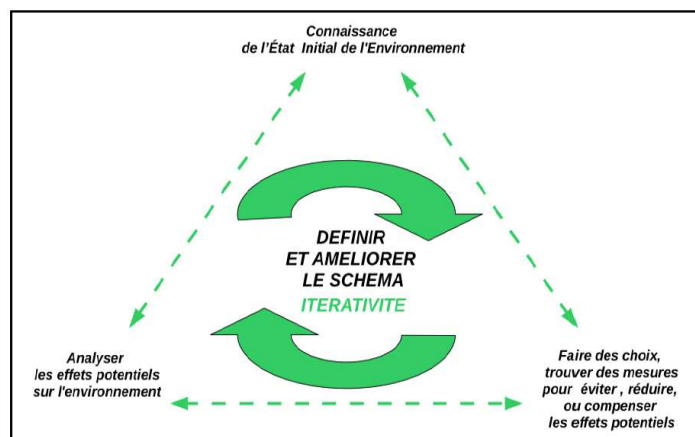 Connaissance
de l'État Initial de l'Environnement
DEFINIR
ET AMELIORER
LE SCHEMA
ITERATIVITE
Analyser
les effets potentiels
sur l'environnement
Faire des choix,
trouver des mesures
pour éviter , réduire,
ou compenser
les effets potentiels